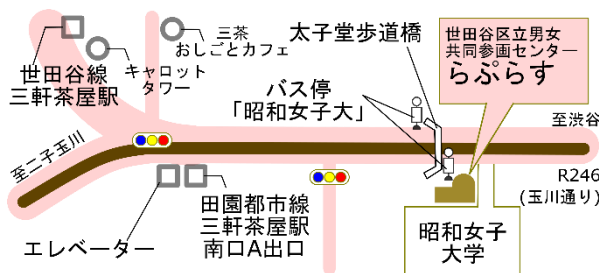 世田谷線
三軒茶屋駅
キャロット
タワー
三茶
おしごとカフェ
太子堂歩道橋
バス停
「昭和女子大」
世田谷区立男女
共同参画センター
らぷらす
至渋谷
R246
(玉川通り)
至二子玉川
エレベーター
田園都市線
三軒茶屋駅
南口A出口
昭和女子
大学